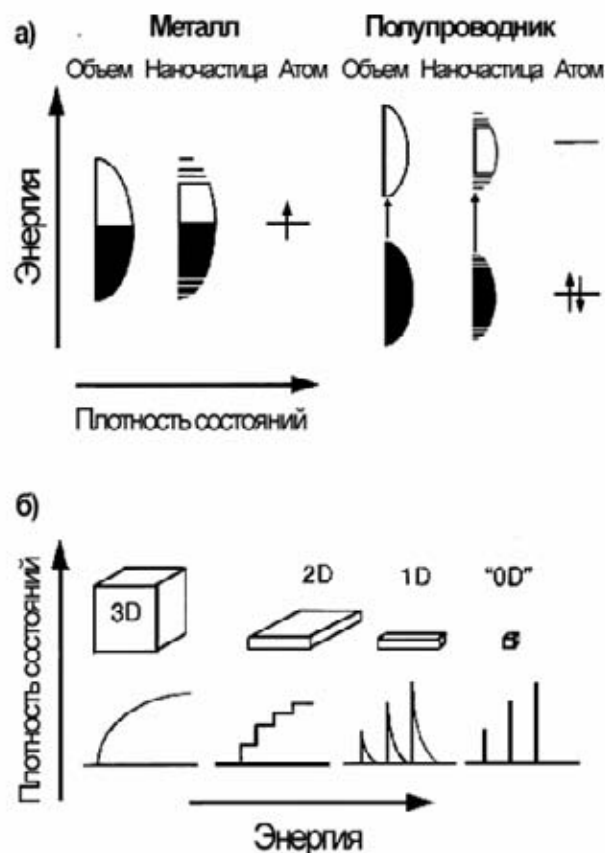 а)
Металл Полупроводник
Объем Наночастица Атом Объем Наночастица Атом
Энергия
Плотность состояний
б)
Плотность состояний
2D 1D "0D"
3D
Энергия